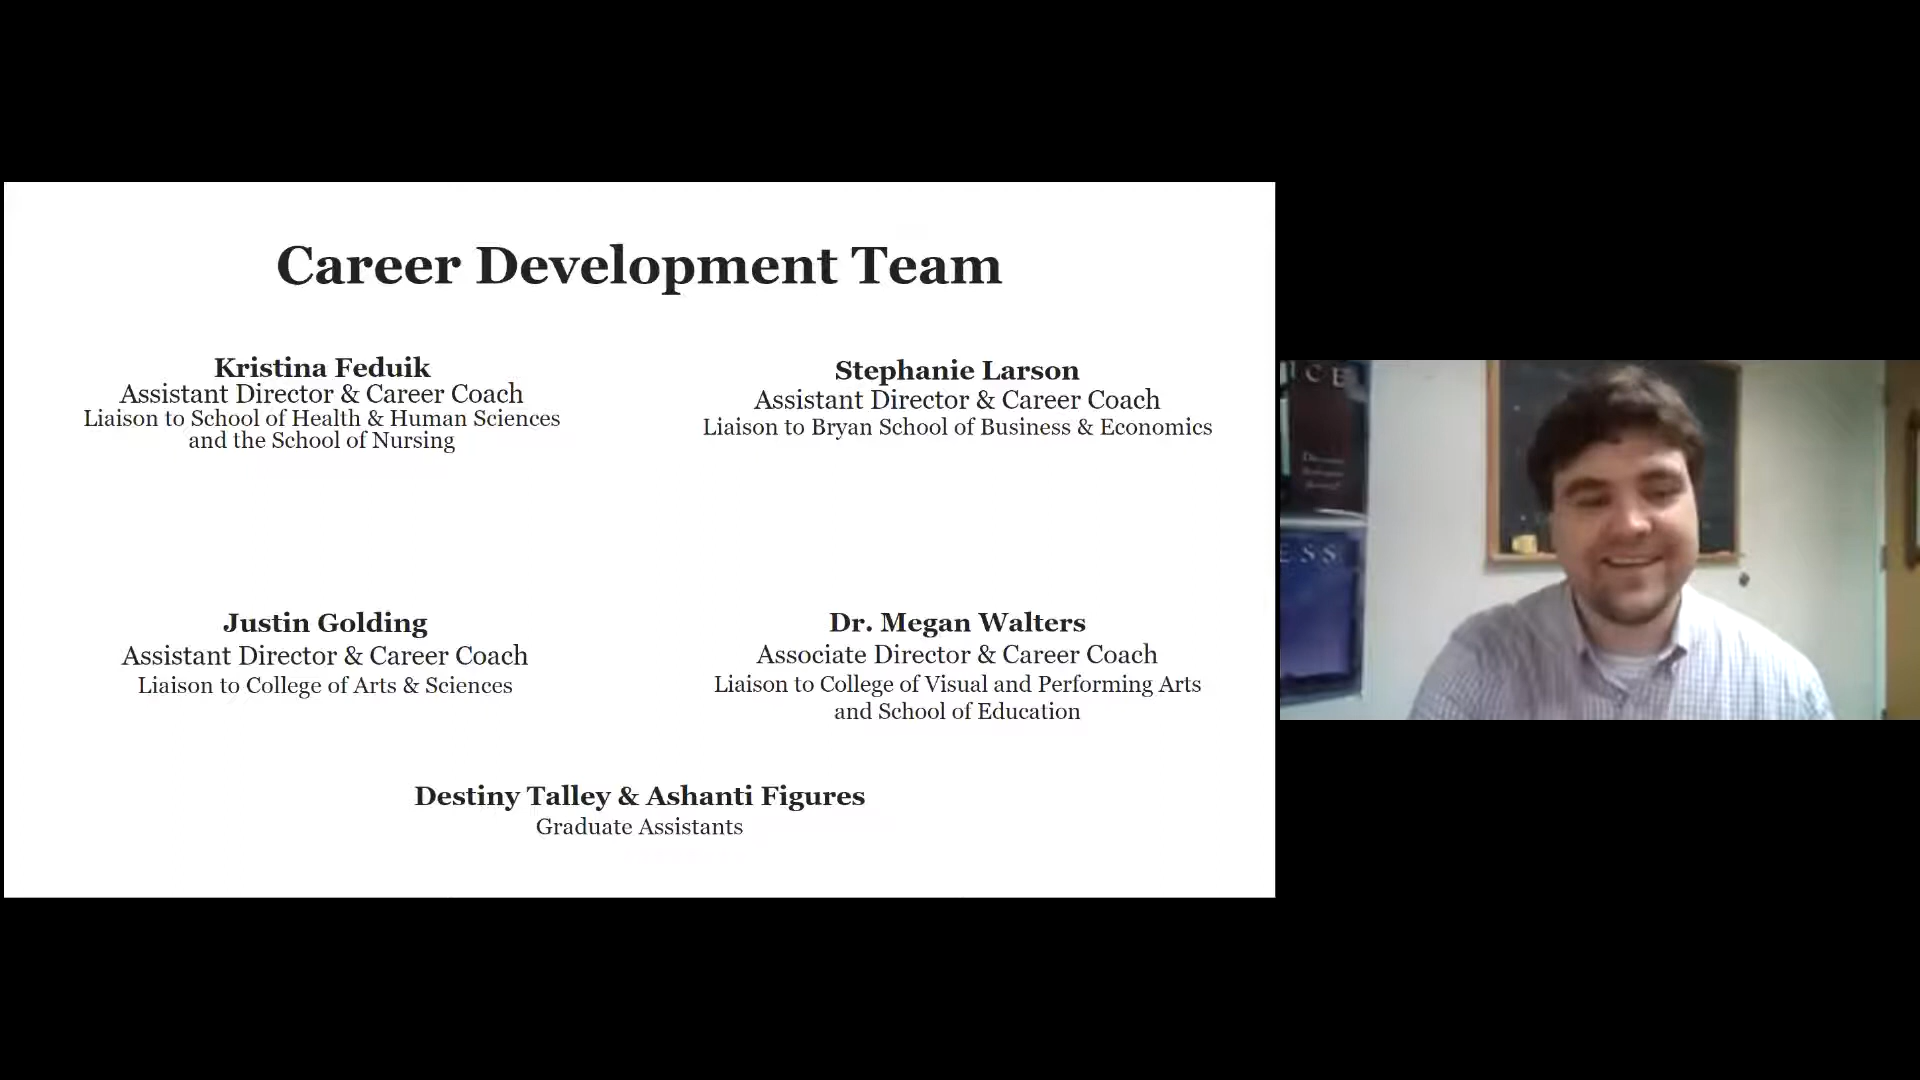 Career Development Team
Kristina Feduik
Assistant Director & Career Coach
Liaison to School of Health & Human Sciences
and the School of Nursing
Stephanie Larson
Assistant Director & Career Coach
Liaison to Bryan School of Business & Economics
Justin Golding
Assistant Director & Career Coach
Liaison to College of Arts & Sciences
Dr. Megan Walters
Associate Director & Career Coach
Liaison to College of Visual and Performing Arts
and School of Education
Destiny Talley & Ashanti Figures
Graduate Assistants
ICE
ESS